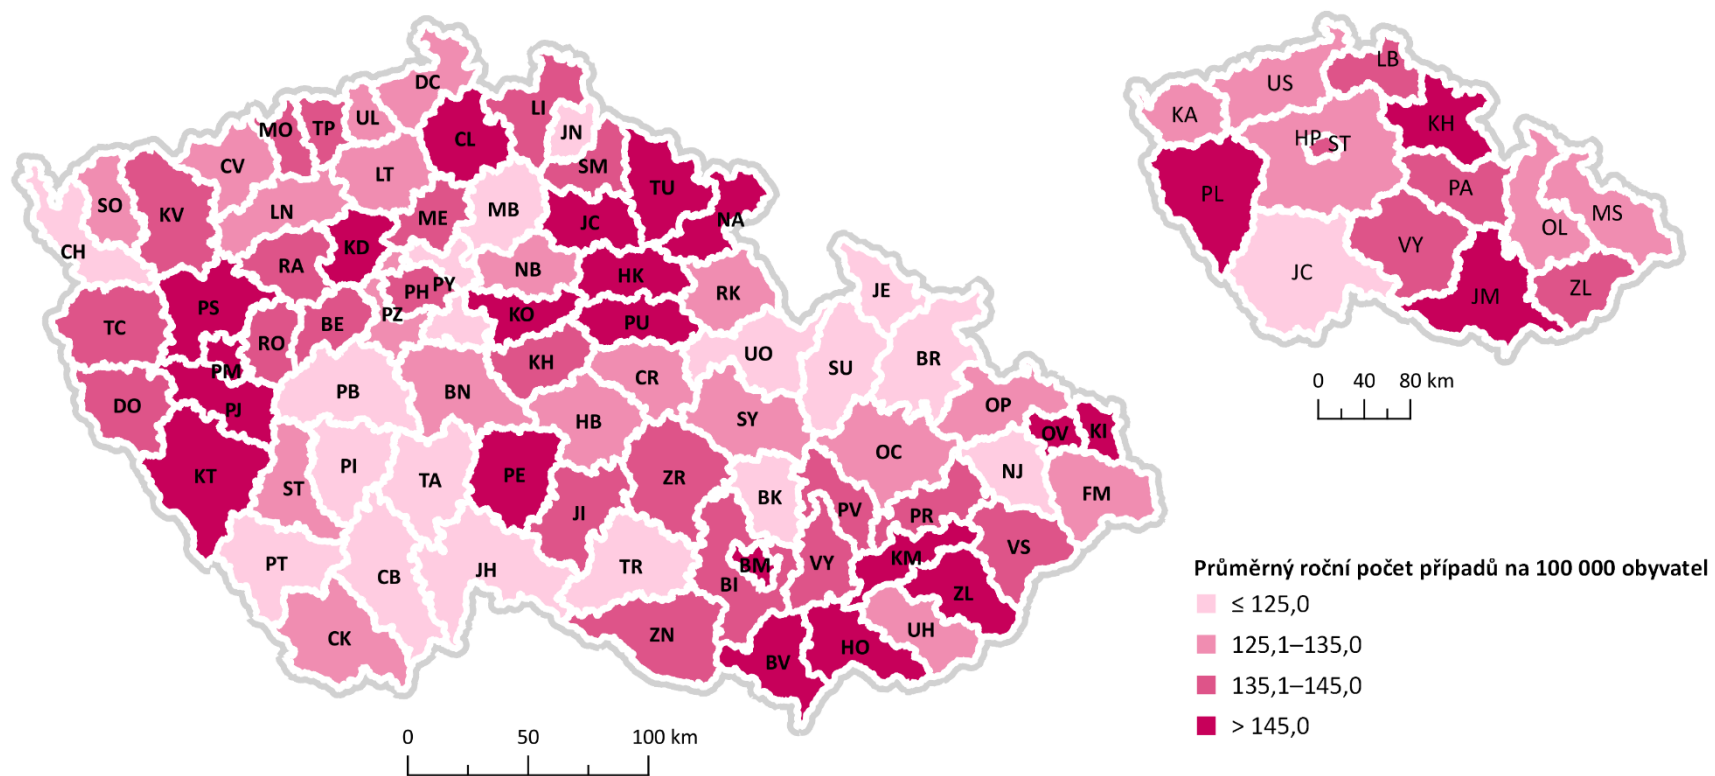 DC
LI
CL
JN
MO
TP
UL
SM
CV
LT
TU
SO
KV
LN
ME
MB
JC
NA
CH
KD
RA
NB
HK
RK
JE
PH
PY
PS
PZ
KO
PU
TC
RO
BE
UO
SU
BR
PM
KH
CR
PB
BN
DO
PJ
HB
SY
OP
OV
KI
KT
PI
TA
PE
ZR
OC
ST
BK
NJ
FM
JI
PV
PR
PT
CB
JH
TR
BM
BI
VY
KM
VS
ZL
CK
ZN
UH
BV
HO
0 50 100 km
LB
US
KA
HP
ST
KH
PL
PA
MS
OL
VY
JC
JM
ZL
0 40 80 km
Průměrný roční počet případů na 100 000 obyvatel
≤ 125,0
125,1–135,0
135,1–145,0
> 145,0